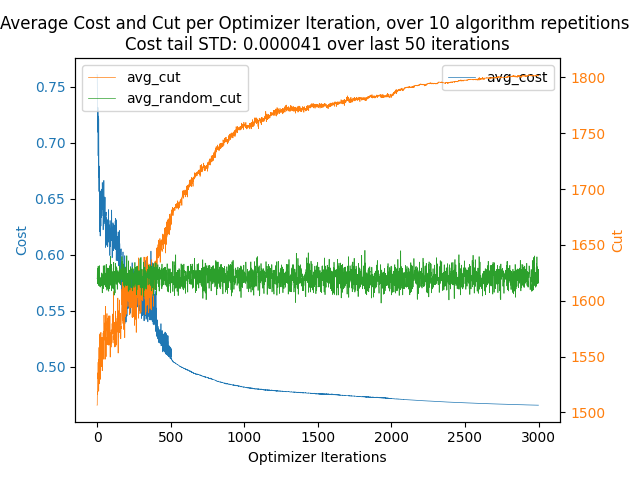 Average Cost and Cut per Optimizer Iteration, over 10 algorithm repetitions
Cost tail STD: 0.000041 over last 50 iterations
avg_cut
avg_random_cut
avg_cost
0.75
0.70
0.65
0.60
0.55
0.50
Cost
1800
1750
1700
1650
1600
1550
1500
Cut
0
500
1000
1500
2000
2500
3000
Optimizer Iterations